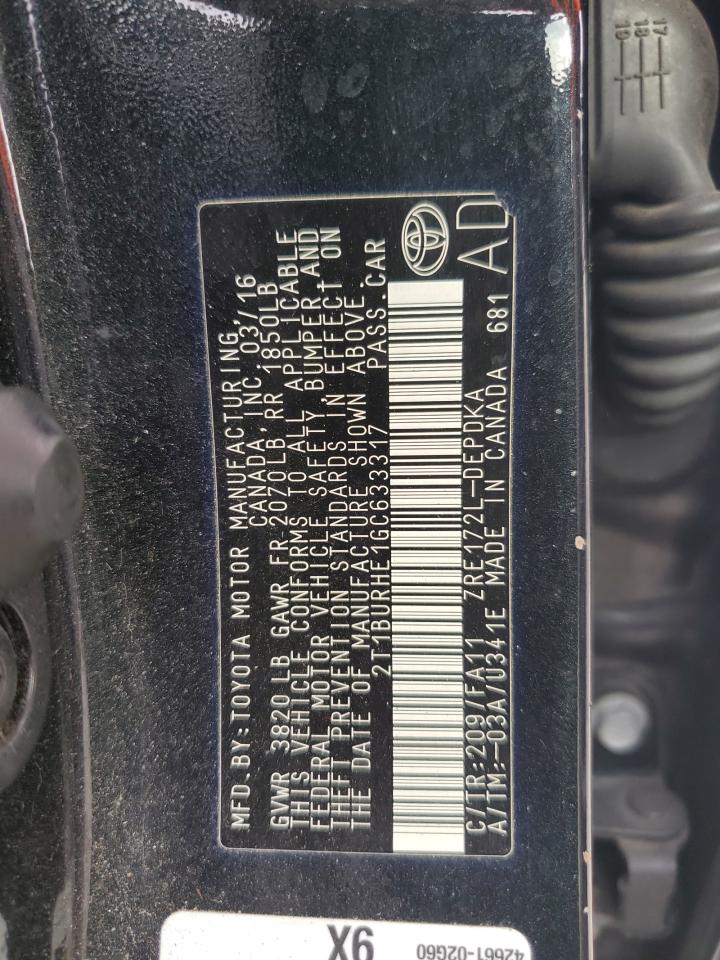 MFD.BY:TOYOTA MOTOR MANUFACTURING,
CANADA, INC. 03/16
GVWR 3820LB GAWR FR-2070LB, RR 1850LB
THIS VEHICLE CONFORMS TO ALL APPLICABLE
FEDERAL MOTOR VEHICLE SAFETY BUMPER, AND
THEFT PREVENTION STANDARDS IN EFFECT ON
THE DATE OF MANUFACTURE SHOWN ABOVE.
2T1BURHE1GC633317 PASS.CAR
C/TR:209/FA11 ZRE172L-DEPDKA
A/TM:-03A/U341E MADE IN CANADA 681
AD
9X
42661-02G60
17
18
19